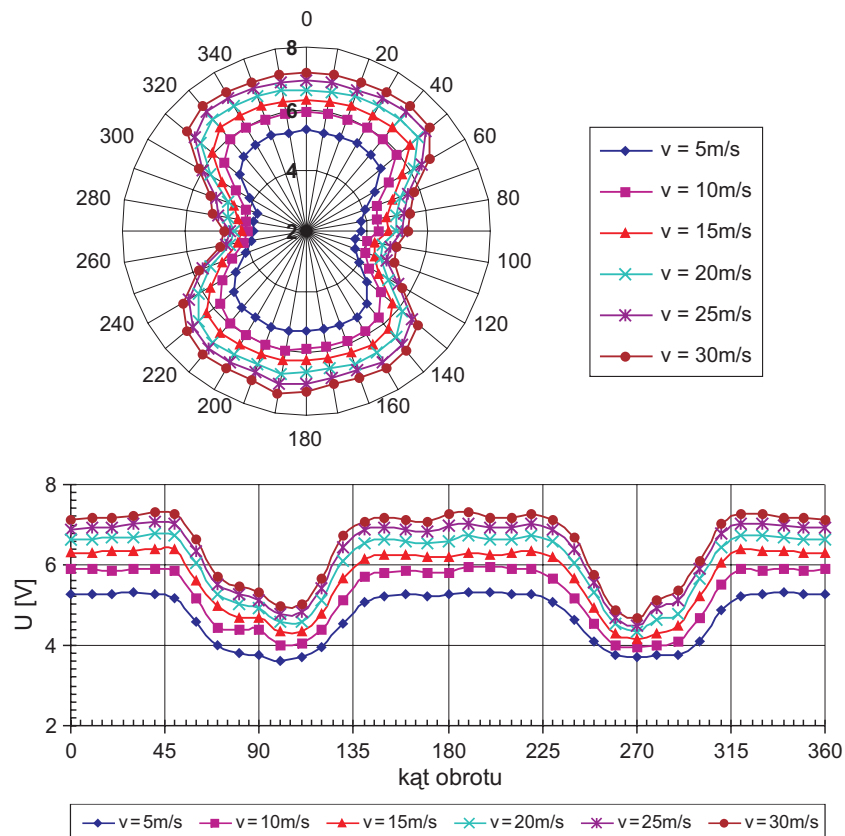 0
340 8 20
320 40
6
300 60
4
280 80
2
260 100
240 120
220 140
200 160
180
v = 5m/s
v = 10m/s
v = 15m/s
v = 20m/s
v = 25m/s
v = 30m/s
8
6
4
2
U [V]
0 45 90 135 180 225 270 315 360
kąt obrotu
v = 5m/s v = 10m/s v = 15m/s v = 20m/s v = 25m/s v = 30m/s